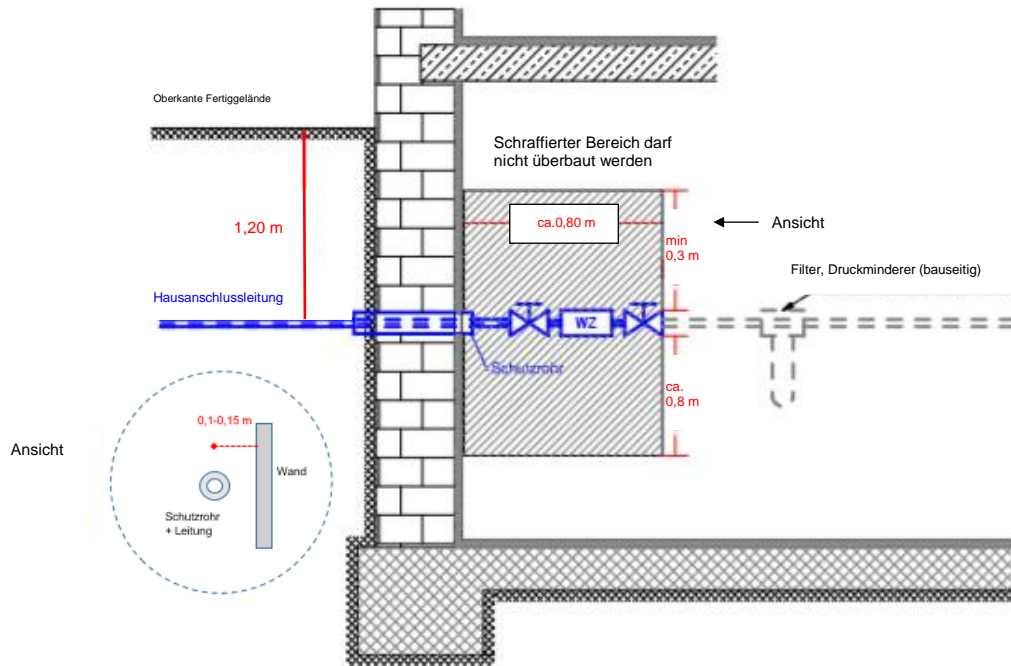 Oberkante Fertiggelände
Schraffierter Bereich darf
nicht überbaut werden
ca.0,80 m
Ansicht
1,20 m
min
0,3 m
Filter, Druckminderer (bauseitig)
Hausanschlussleitung
WZ
Schutzrohr
ca.
0,8 m
0,1-0,15 m
Ansicht
Wand
Schutzrohr
+ Leitung